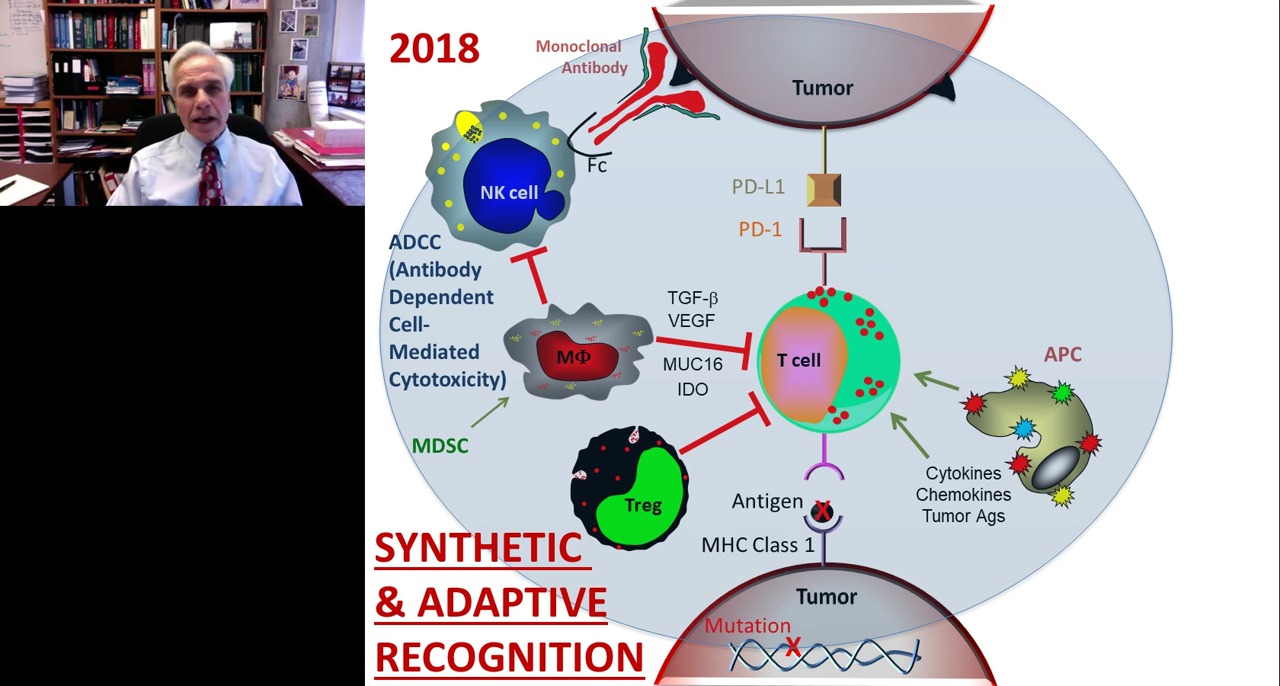 2018
Monoclonal
Antibody
Tumor
Fc
NK cell
PD-L1
PD-1
ADCC
(Antibody
Dependent
Cell-
Mediated
Cytotoxicity)
TGF-β
VEGF
MΦ
MUC16
IDO
T cell
APC
MDSC
Treg
Cytokines
Chemokines
Tumor Ags
Antigen
X
MHC Class 1
SYNTHETIC
& ADAPTIVE
RECOGNITION
Tumor
Mutation
X